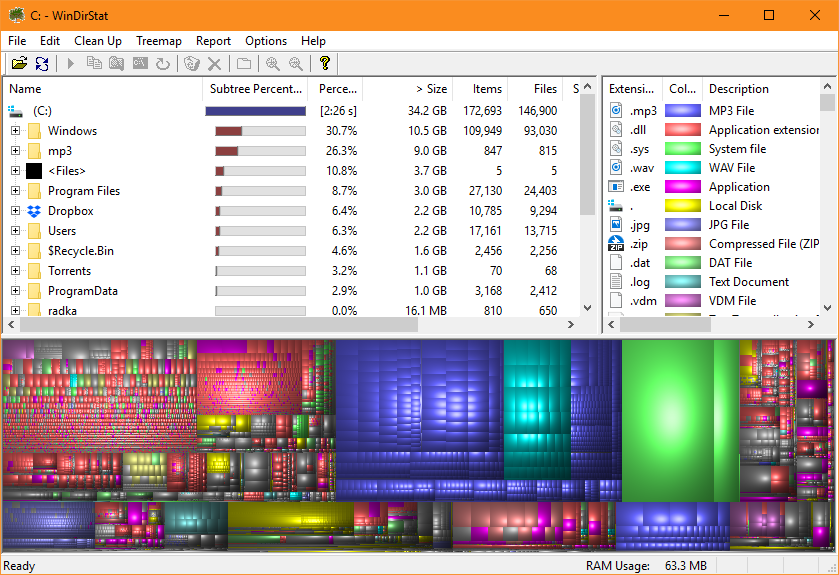 C: - WinDirStat
File Edit Clean Up Treemap Report Options Help
Name Subtree Percent... Perce... > Size Items Files S
(C:) [2:26 s] 34.2 GB 172,693 146,900
Windows 30.7% 10.5 GB 109,949 93,030
mp3 26.3% 9.0 GB 847 815
<Files> 10.8% 3.7 GB 5 5
Program Files 8.7% 3.0 GB 27,130 24,403
Dropbox 6.4% 2.2 GB 10,785 9,294
Users 6.3% 2.2 GB 17,161 13,715
$Recycle.Bin 4.6% 1.6 GB 2,456 2,256
Torrents 3.2% 1.1 GB 70 68
ProgramData 2.9% 1.0 GB 3,168 2,412
radka 0.0% 16.1 MB 810 650
Extensi... Col... Description
.mp3 MP3 File
.dll Application extension
.sys System file
.wav WAV File
.exe Application
. Local Disk
.jpg JPG File
ZIP .zip Compressed File (ZIP
.dat DAT File
.log Text Document
.vdm VDM File
Ready RAM Usage: 63.3 MB